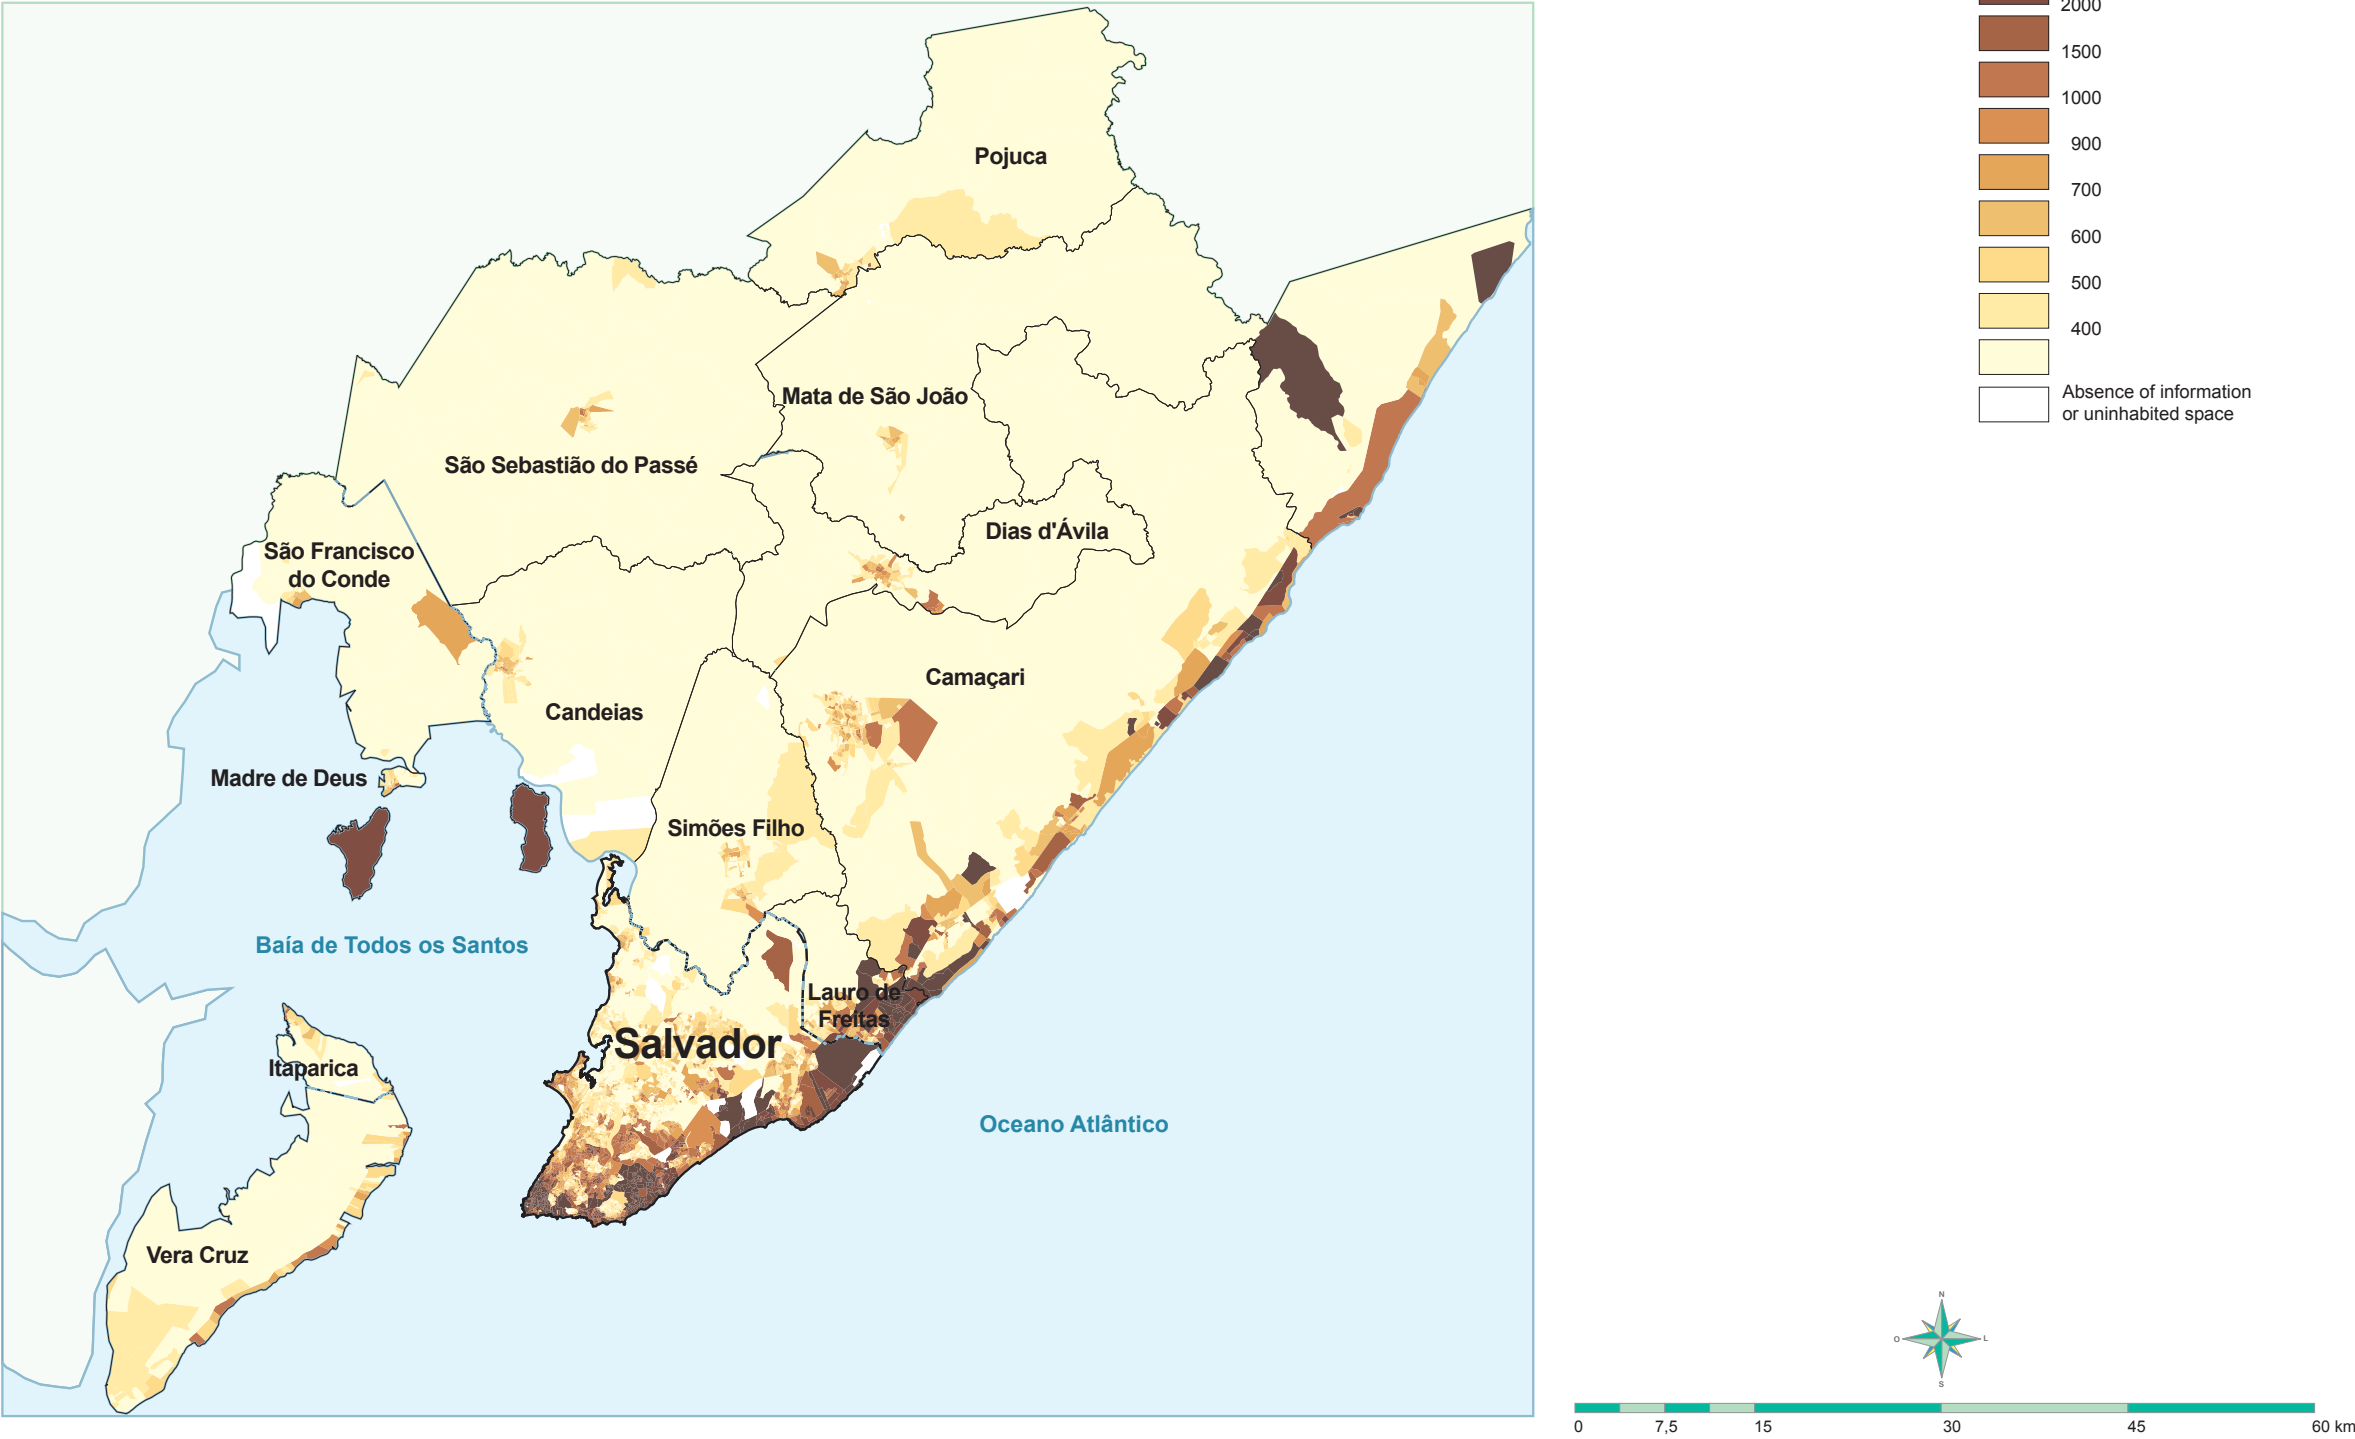 2000
1500
1000
900
700
600
500
400
Absence of information
or uninhabited space
Pojuca
Mata de São João
São Sebastião do Passé
Dias d'Ávila
São Francisco
do Conde
Camaçari
Candeias
Madre de Deus
Simões Filho
Baía de Todos os Santos
Lauro de
Freitas
Salvador
Itaparica
Oceano Atlântico
Vera Cruz
N
O
L
S
0 7,5 15 30 45 60 km